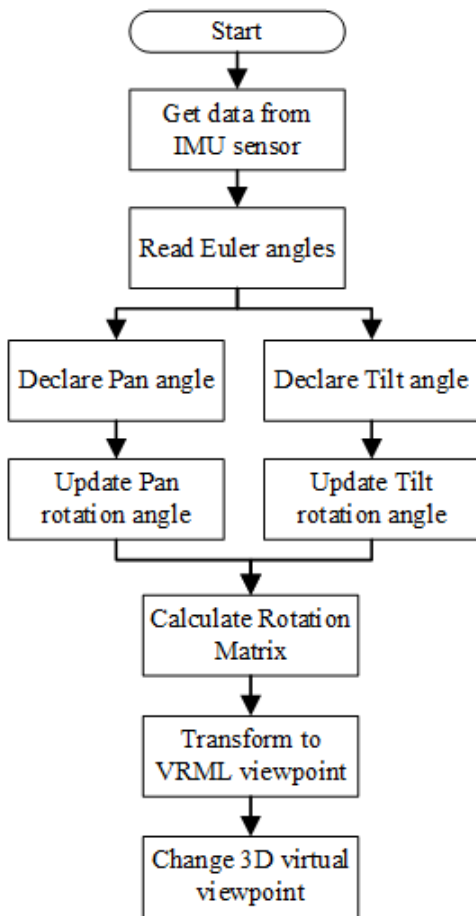 Start
Get data from
IMU sensor
Read Euler angles
Declare Pan angle
Declare Tilt angle
Update Pan
rotation angle
Update Tilt
rotation angle
Calculate Rotation
Matrix
Transform to
VRML viewpoint
Change 3D virtual
viewpoint